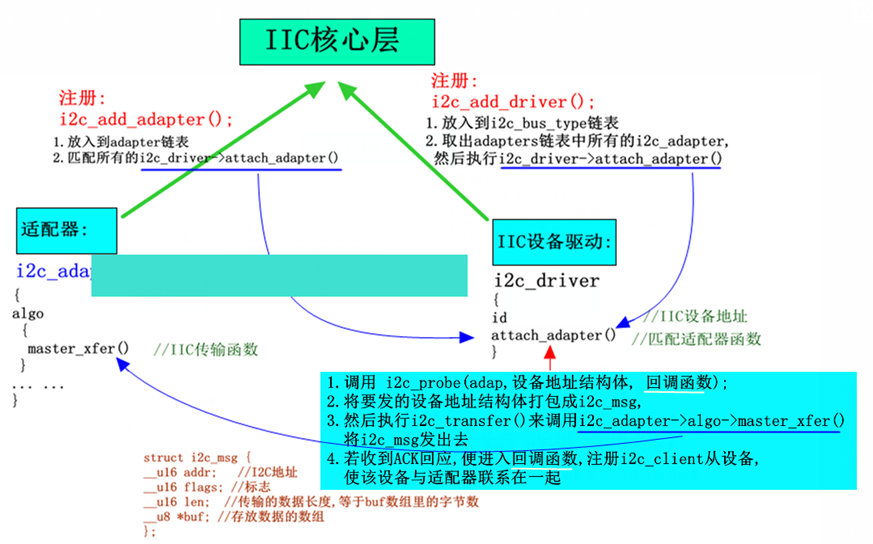 IIC核心层
注册:
i2c_add_adapter();
1.放入到adapter链表
2.匹配所有的i2c_driver->attach_adapter()
注册:
i2c_add_driver();
1.放入到i2c_bus_type链表
2.取出adapters链表中所有的i2c_adapter,
然后执行i2c_driver->attach_adapter()
适配器:
i2c_adap
{
algo
{
master_xfer() //IIC传输函数
}
... ...
}
IIC设备驱动:
i2c_driver
{
id //IIC设备地址
attach_adapter() //匹配适配器函数
}
1.调用 i2c_probe(adap,设备地址结构体, 回调函数);
2.将要发的设备地址结构体打包成i2c_msg,
3.然后执行i2c_transfer()来调用i2c_adapter->algo->master_xfer()
将i2c_msg发出去
4.若收到ACK回应,便进入回调函数,注册i2c_client从设备,
使该设备与适配器联系在一起
struct i2c_msg {
__u16 addr; //I2C地址
__u16 flags; //标志
__u16 len; //传输的数据长度,等于buf数组里的字节数
__u8 *buf; //存放数据的数组
};